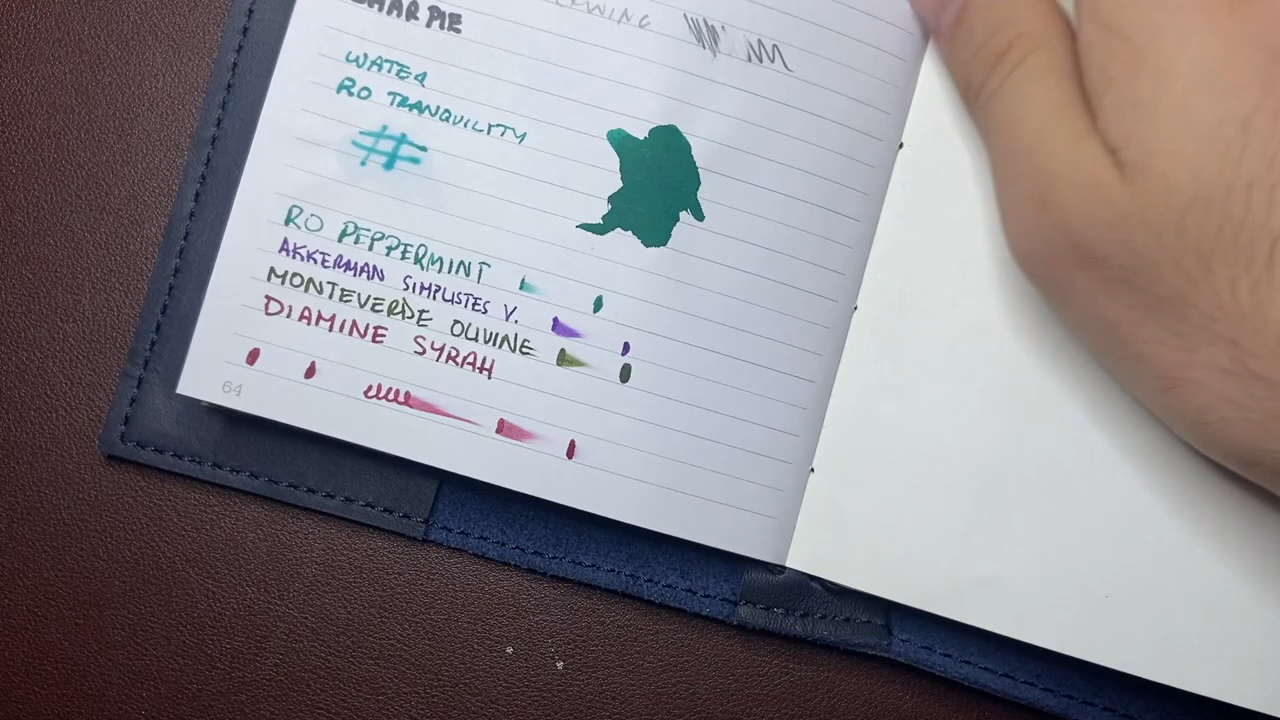 SHARPIE
WATER
RO TRANQUILITY
#
RO PEPPERMINT
AKKERMAN SIMPLISTES V.
MONTEVERDE OLIVINE
DIAMINE SYRAH
64